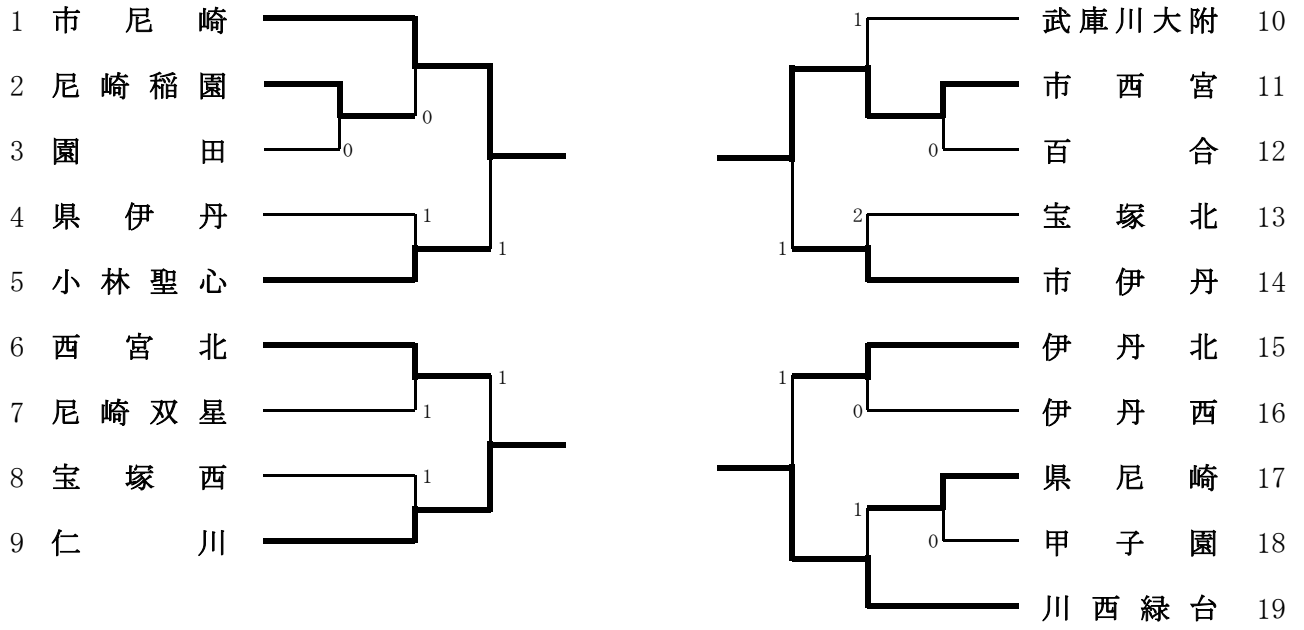 1 市尼崎
2 尼崎稲園
0
3 園田
0
4 県伊丹
1
1
5 小林聖心
6 西宮北
1
7 尼崎双星
1
8 宝塚西
1
9 仁川
1 武庫川大附 10
市西宮 11
0 百合 12
2 宝塚北 13
1
市伊丹 14
伊丹北 15
1
0 伊丹西 16
県尼崎 17
1
0 甲子園 18
川西緑台 19